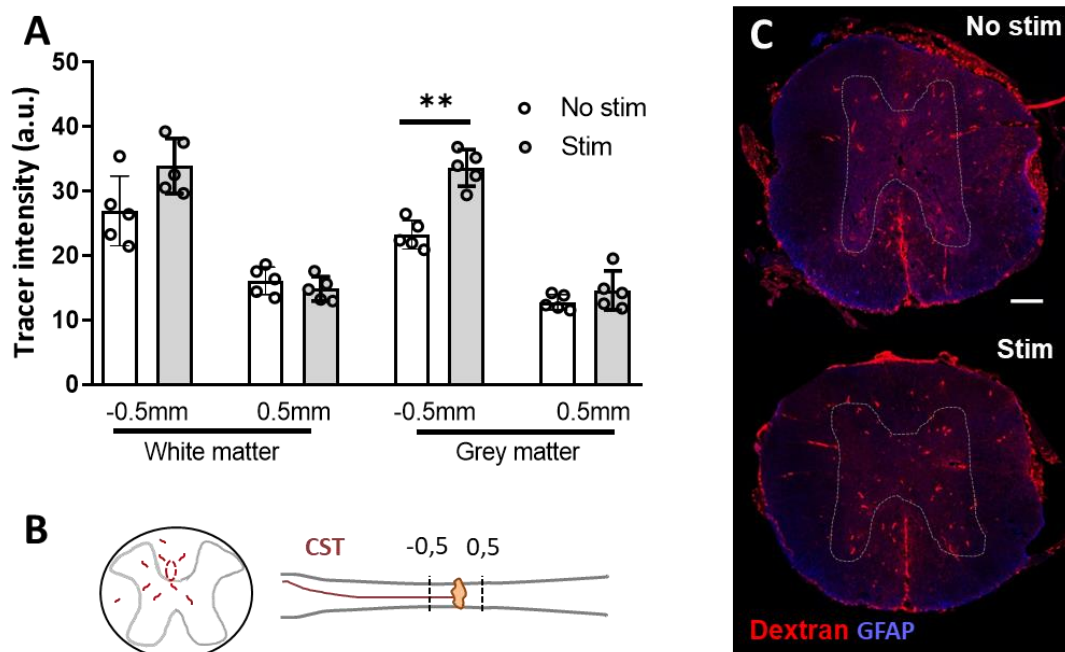 A
Tracer intensity (a.u.)
50
40
30
20
10
0
**
No stim
Stim
-0.5mm
0.5mm
-0.5mm
0.5mm
White matter
Grey matter
B
CST
-0,5
0,5
C
No stim
Stim
Dextran GFAP